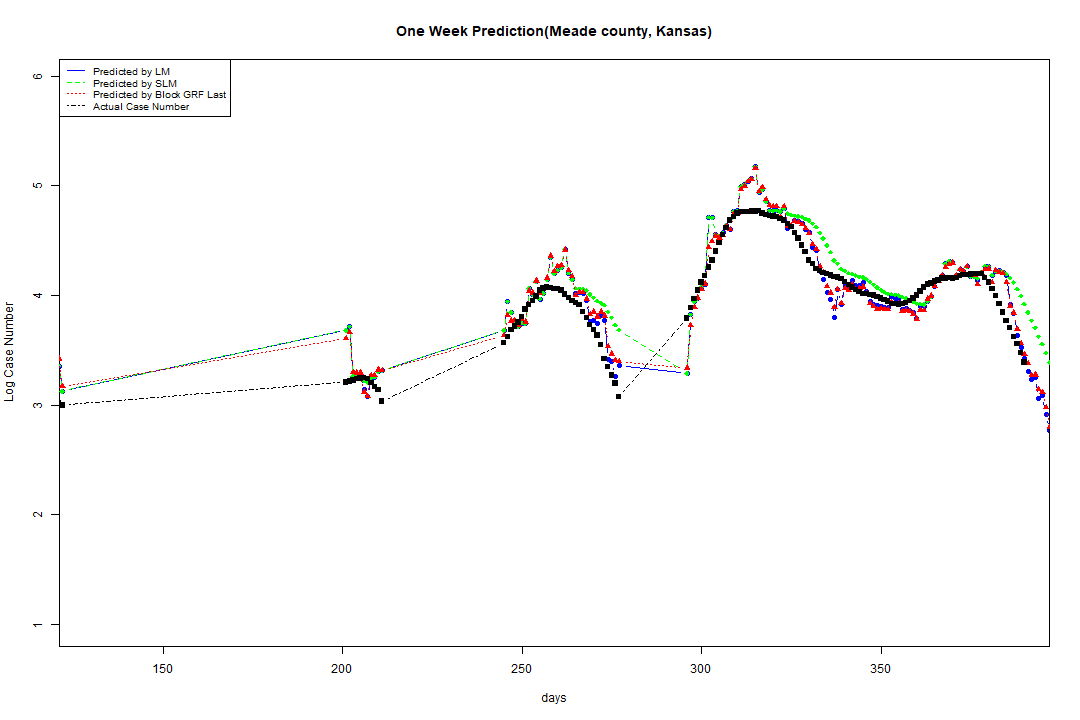 One Week Prediction(Meade county, Kansas)
Predicted by LM
Predicted by SLM
Predicted by Block GRF Last
Actual Case Number
6
5
4
3
2
1
Log Case Number
150 200 250 300 350
days